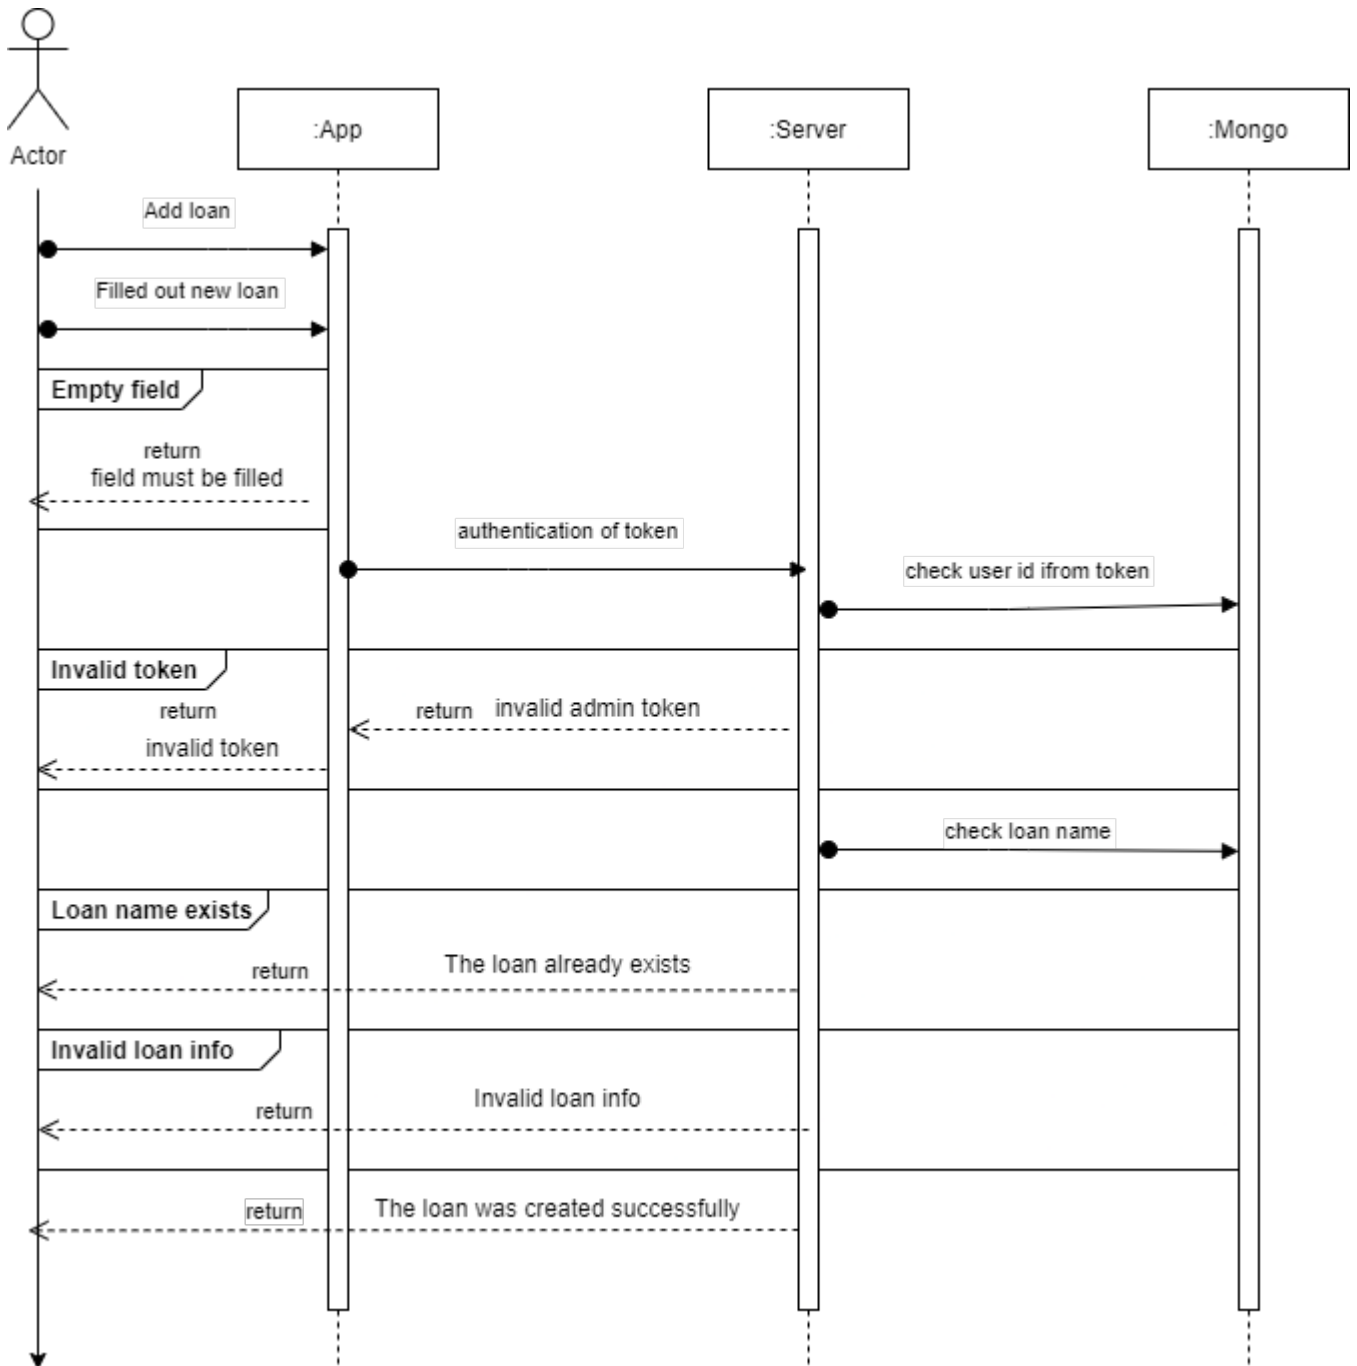 Actor
:App
:Server
:Mongo
Add loan
Filled out new loan
Empty field
return
field must be filled
authentication of token
check user id ifrom token
Invalid token
return
invalid token
return
invalid admin token
check loan name
Loan name exists
return
The loan already exists
Invalid loan info
return
Invalid loan info
return
The loan was created successfully